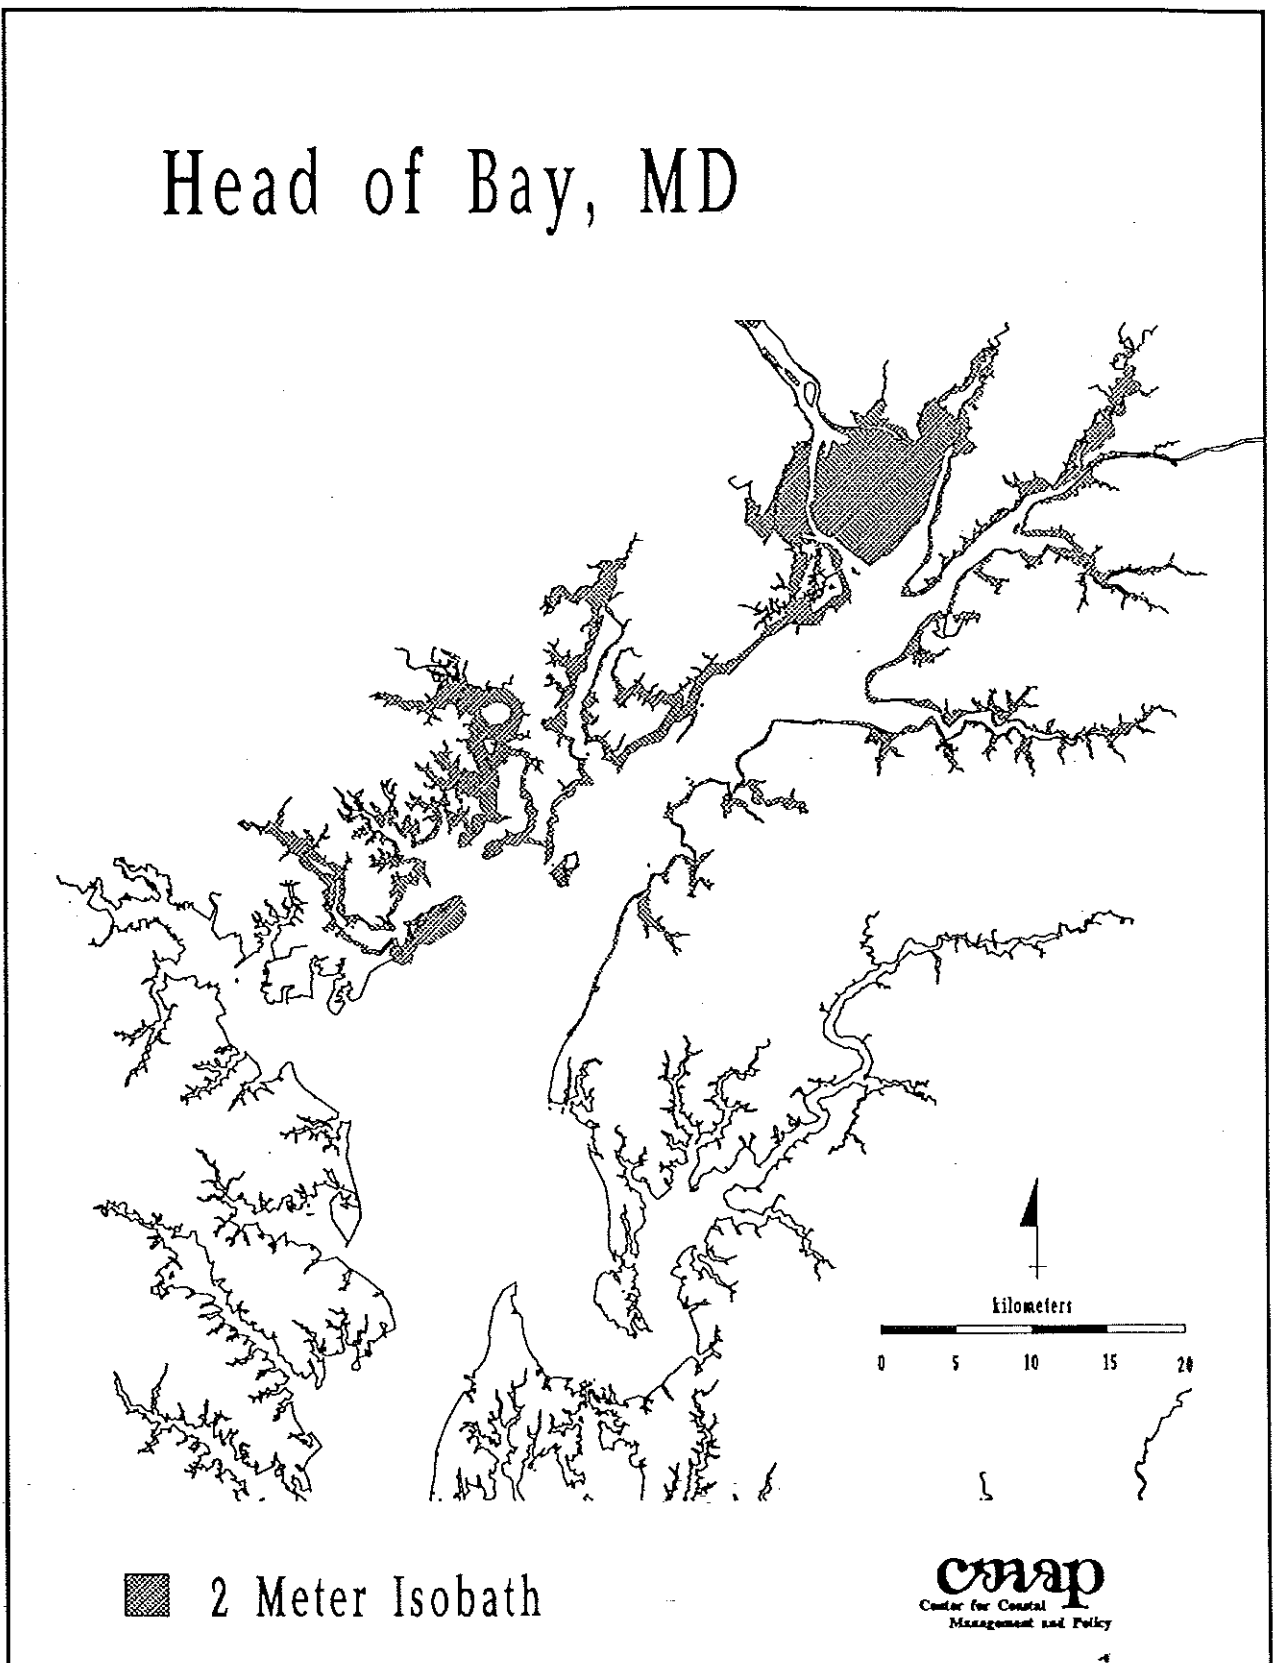 Head of Bay, MD
kilometers
0 5 10 15 20
2 Meter Isobath
cmap
Center for Coastal
Management and Policy